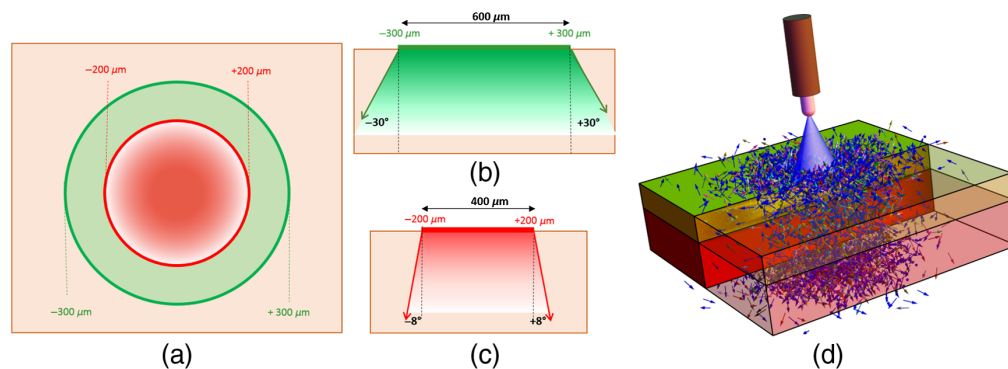 −200 µm
+200 µm
−300 µm
+ 300 µm
(a)
600 µm
−300 µm
+ 300 µm
−30°
+30°
(b)
400 µm
−200 µm
+200 µm
−8°
+8°
(c)
(d)